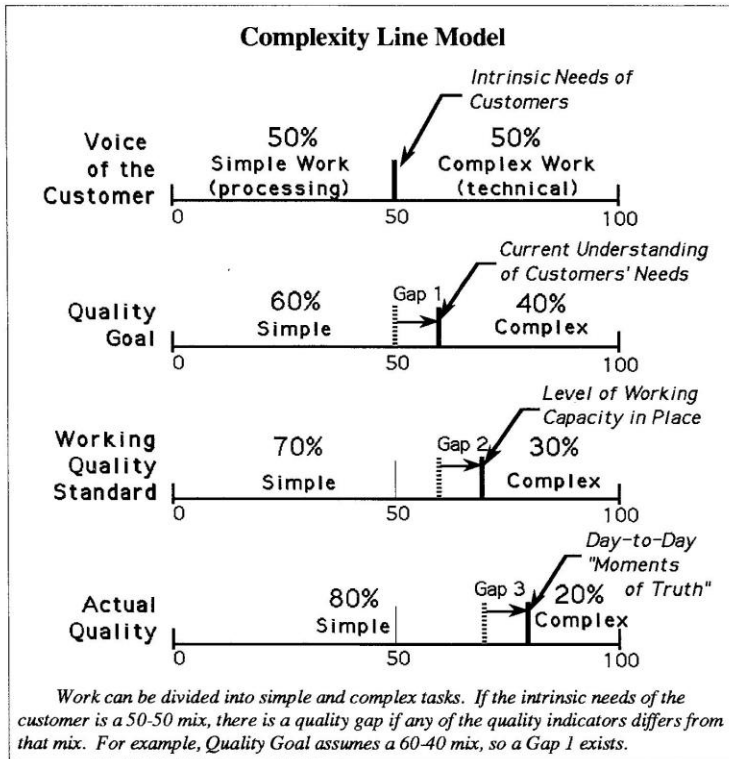 Complexity Line Model
Intrinsic Needs of
Customers
Voice
of the
Customer
50%
Simple Work
(processing)
50%
Complex Work
(technical)
0
50
100
Current Understanding
of Customers' Needs
Quality
Goal
60%
Simple
Gap 1
40%
Complex
0
50
100
Level of Working
Capacity in Place
Working
Quality
Standard
70%
Simple
Gap 2
30%
Complex
0
50
100
Day-to-Day
"Moments
of Truth"
Actual
Quality
80%
Simple
Gap 3
20%
Complex
0
50
100
Work can be divided into simple and complex tasks. If the intrinsic needs of the
customer is a 50-50 mix, there is a quality gap if any of the quality indicators differs from
that mix. For example, Quality Goal assumes a 60-40 mix, so a Gap 1 exists.